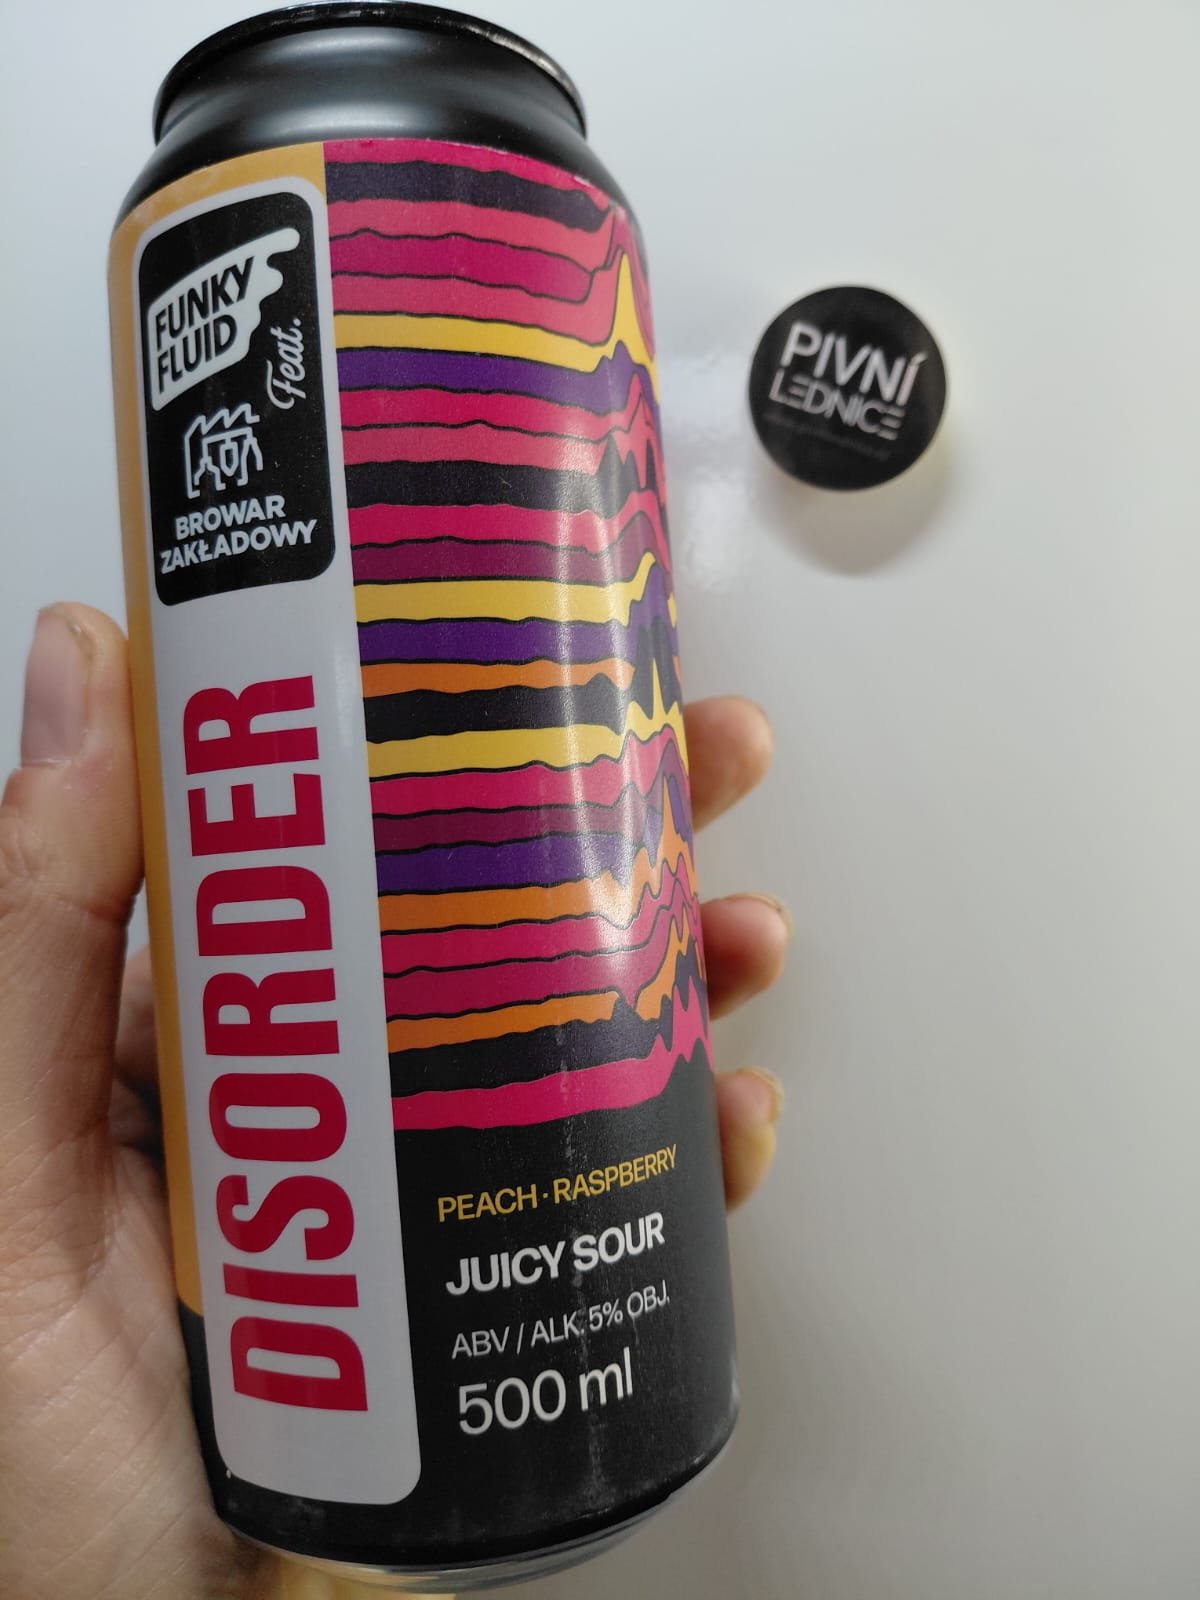 FUNKY
FLUID
Feat.
BROWAR
ZAKŁADOWY
DISORDER
PEACH · RASPBERRY
JUICY SOUR
ABV / ALK. 5% OBJ.
500 ml
PIVNÍ
LEDNICE